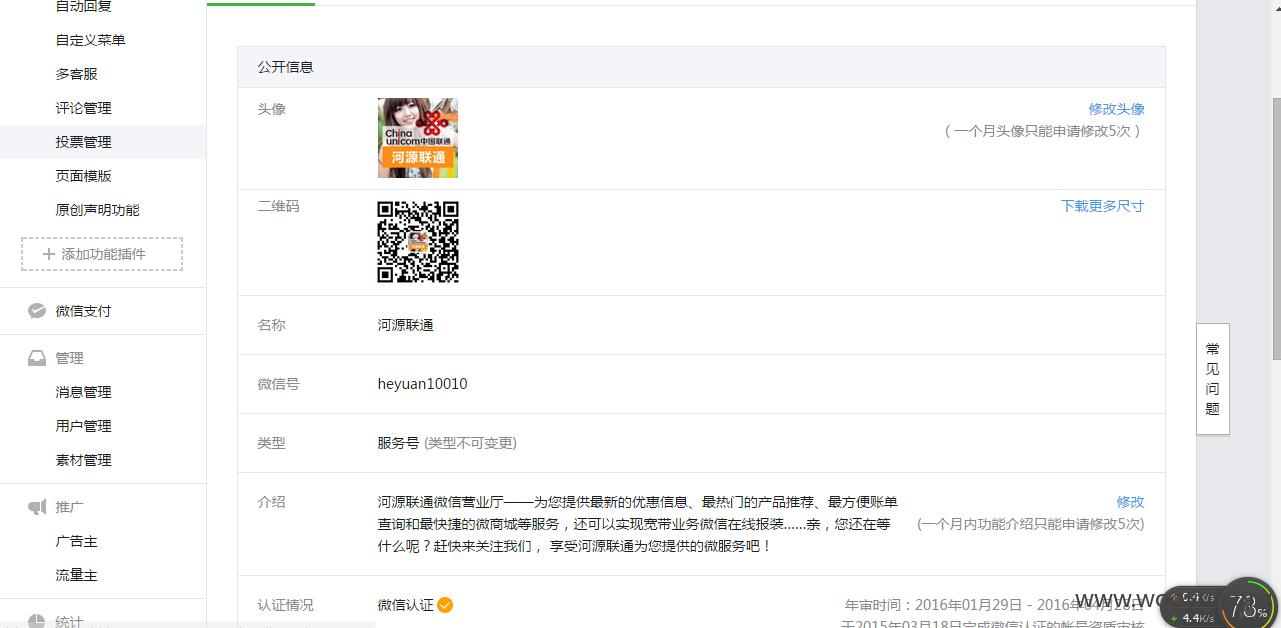 自动回复
自定义菜单
多客服
评论管理
投票管理
页面模版
原创声明功能
添加功能插件
微信支付
管理
消息管理
用户管理
素材管理
推广
广告主
流量主
统计
公开信息
头像
China
unicom中国联通
河源联通
修改头像
（一个月头像只能申请修改5次）
二维码
下载更多尺寸
名称
河源联通
微信号
heyuan10010
类型
服务号 (类型不可变更)
介绍
河源联通微信营业厅——为您提供最新的优惠信息、最热门的产品推荐、最方便账单
查询和最快捷的微商城等服务，还可以实现宽带业务微信在线报装……亲，您还在等
什么呢？赶快来关注我们， 享受河源联通为您提供的微服务吧！
修改
(一个月内功能介绍只能申请修改5次)
认证情况
微信认证
年审时间：2016年01月29日 - 2016年04月28日
于2015年03月18日完成微信认证的帐号资质审核
常见问题
www.wo
0.4K/s
4.4K/s
78%